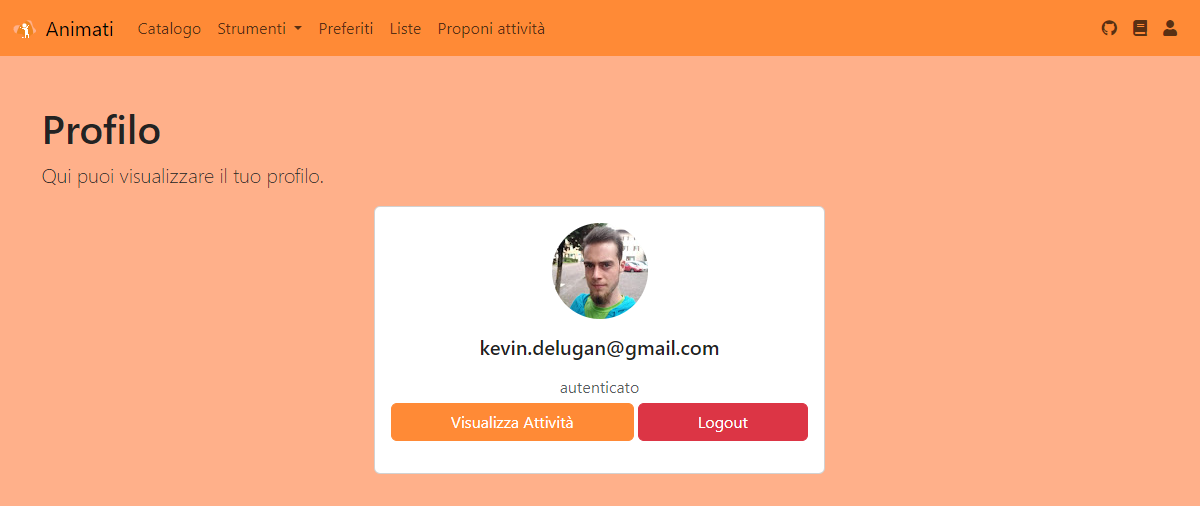 Animati Catalogo Strumenti Preferiti Liste Proponi attività
Profilo
Qui puoi visualizzare il tuo profilo.
kevin.delugan@gmail.com
autenticato
Visualizza Attività Logout